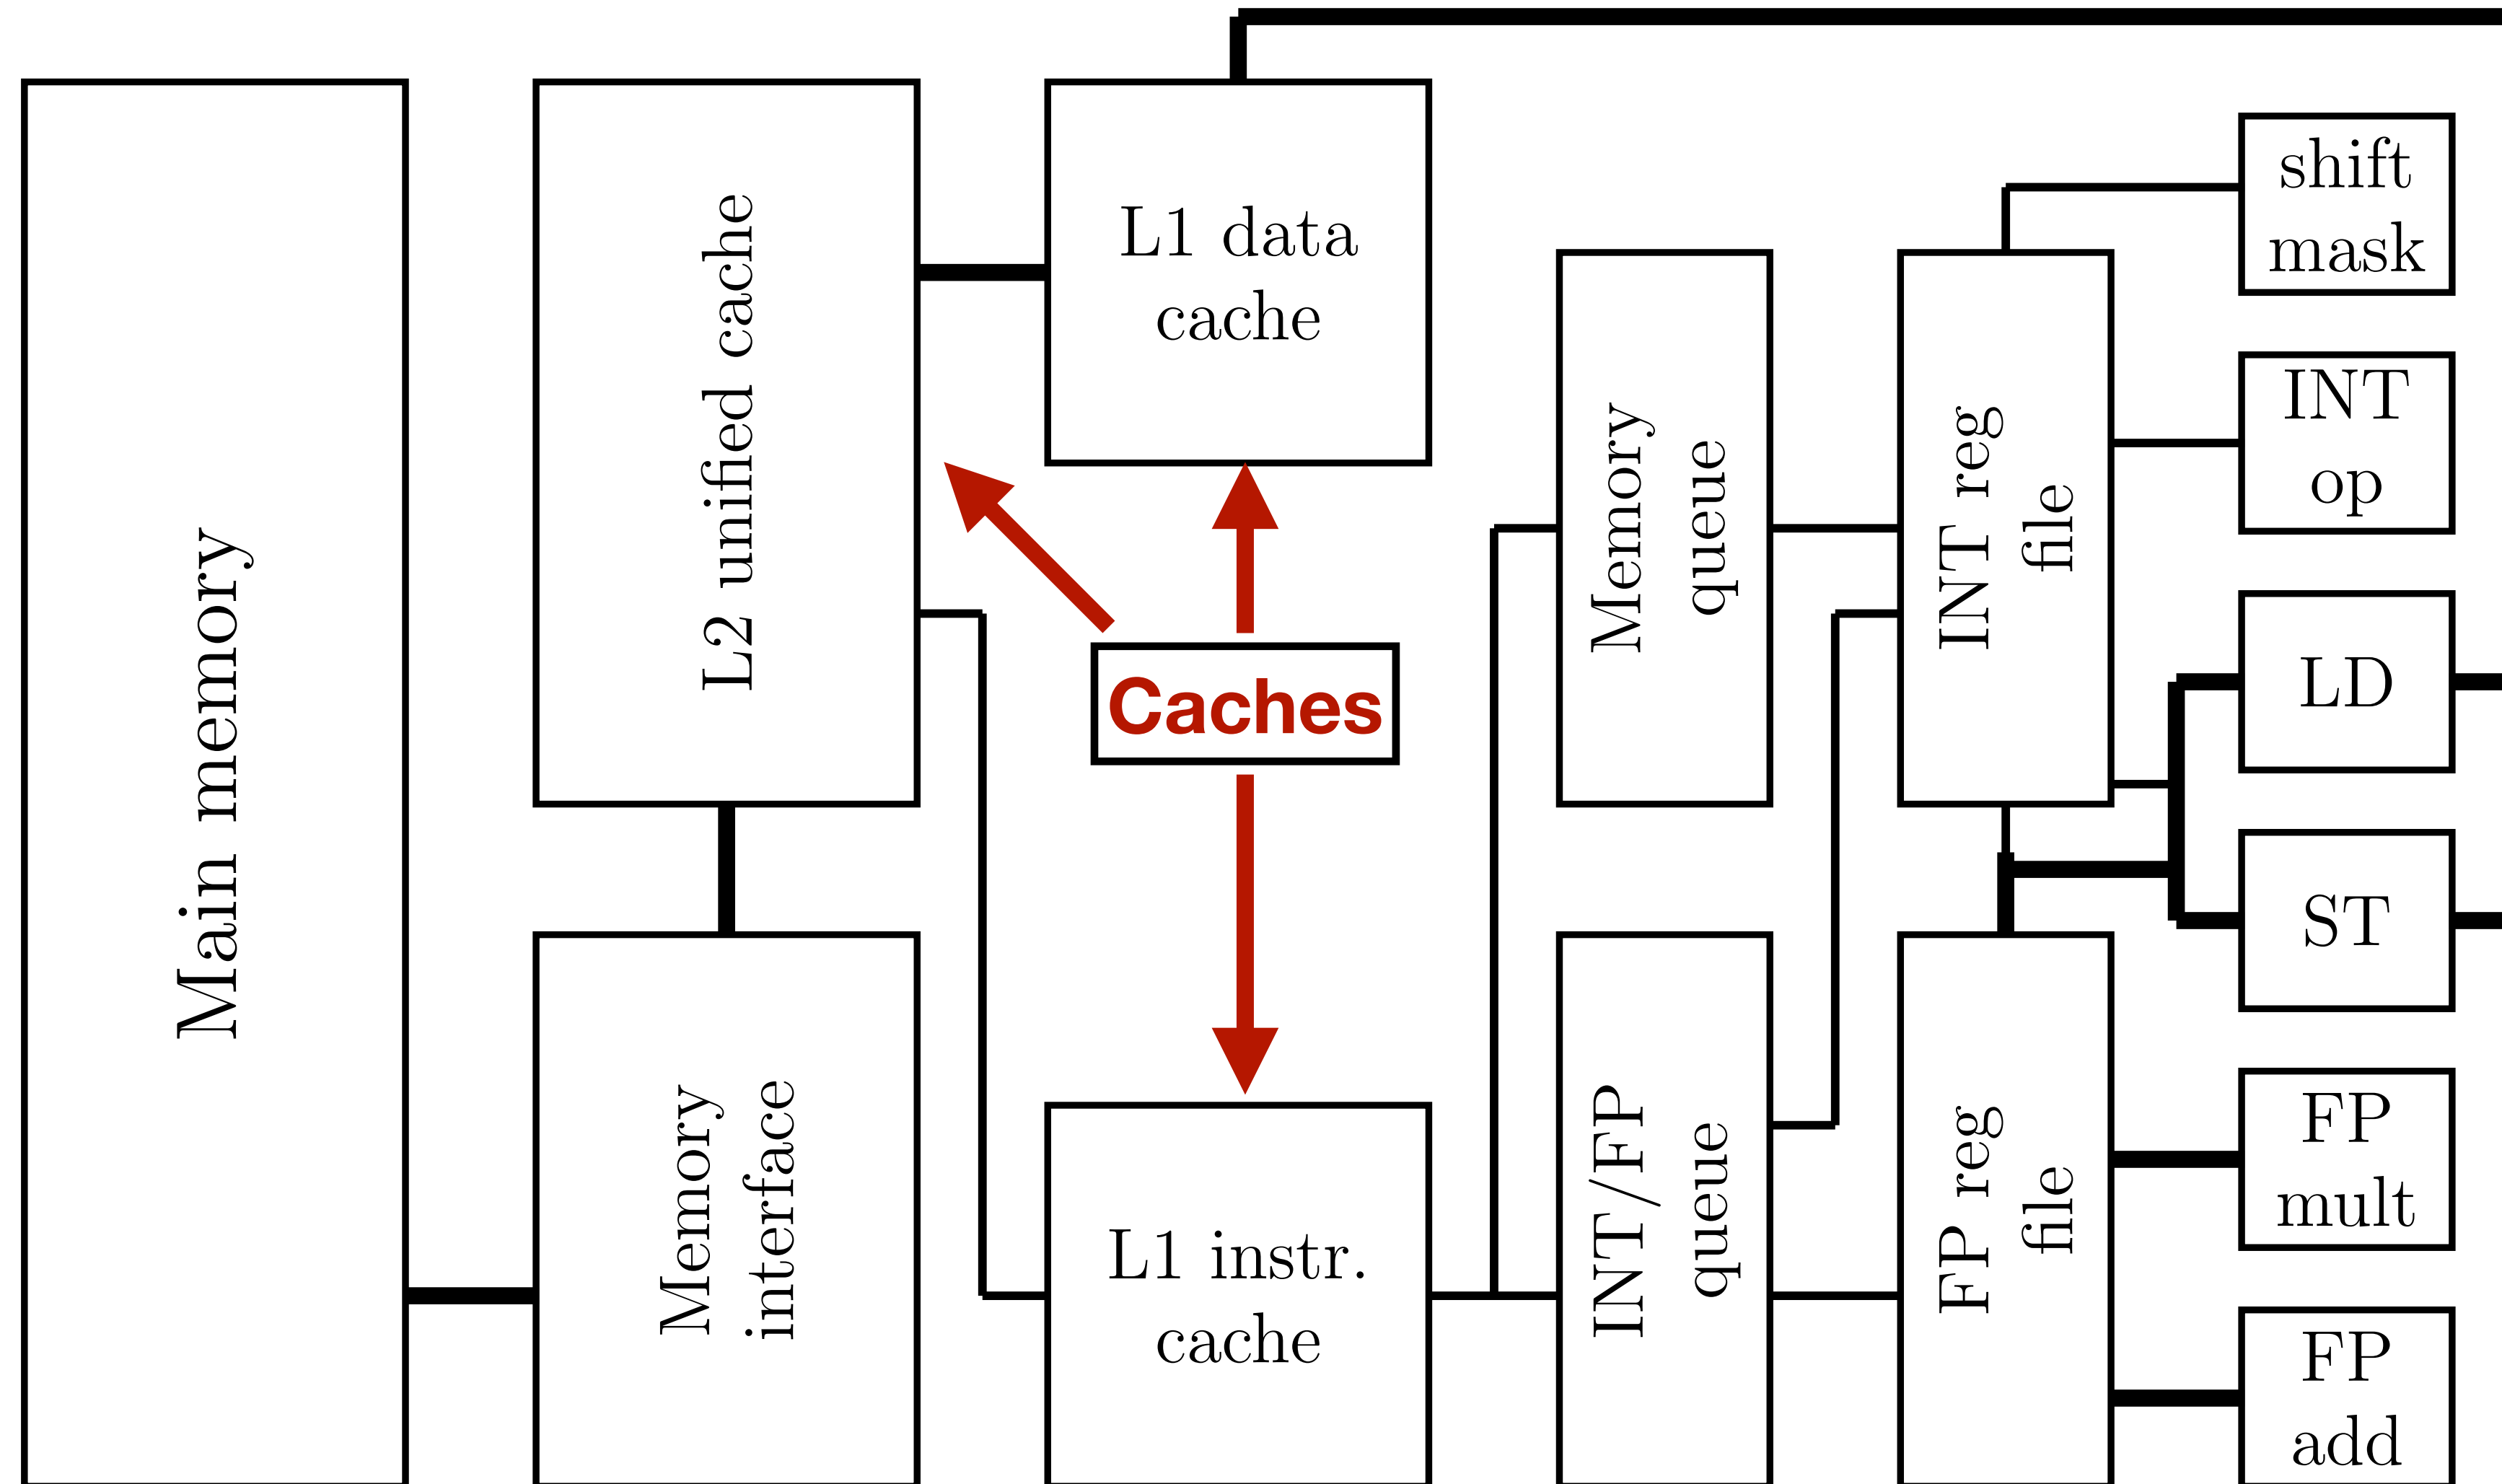 Main memory
L2 unified cache
Memory
interface
L1 data
cache
Caches
L1 instr.
cache
Memory
queue
INT/FP
queue
INT reg
file
FP reg
file
shift
mask
INT
op
LD
ST
FP
mult
FP
add